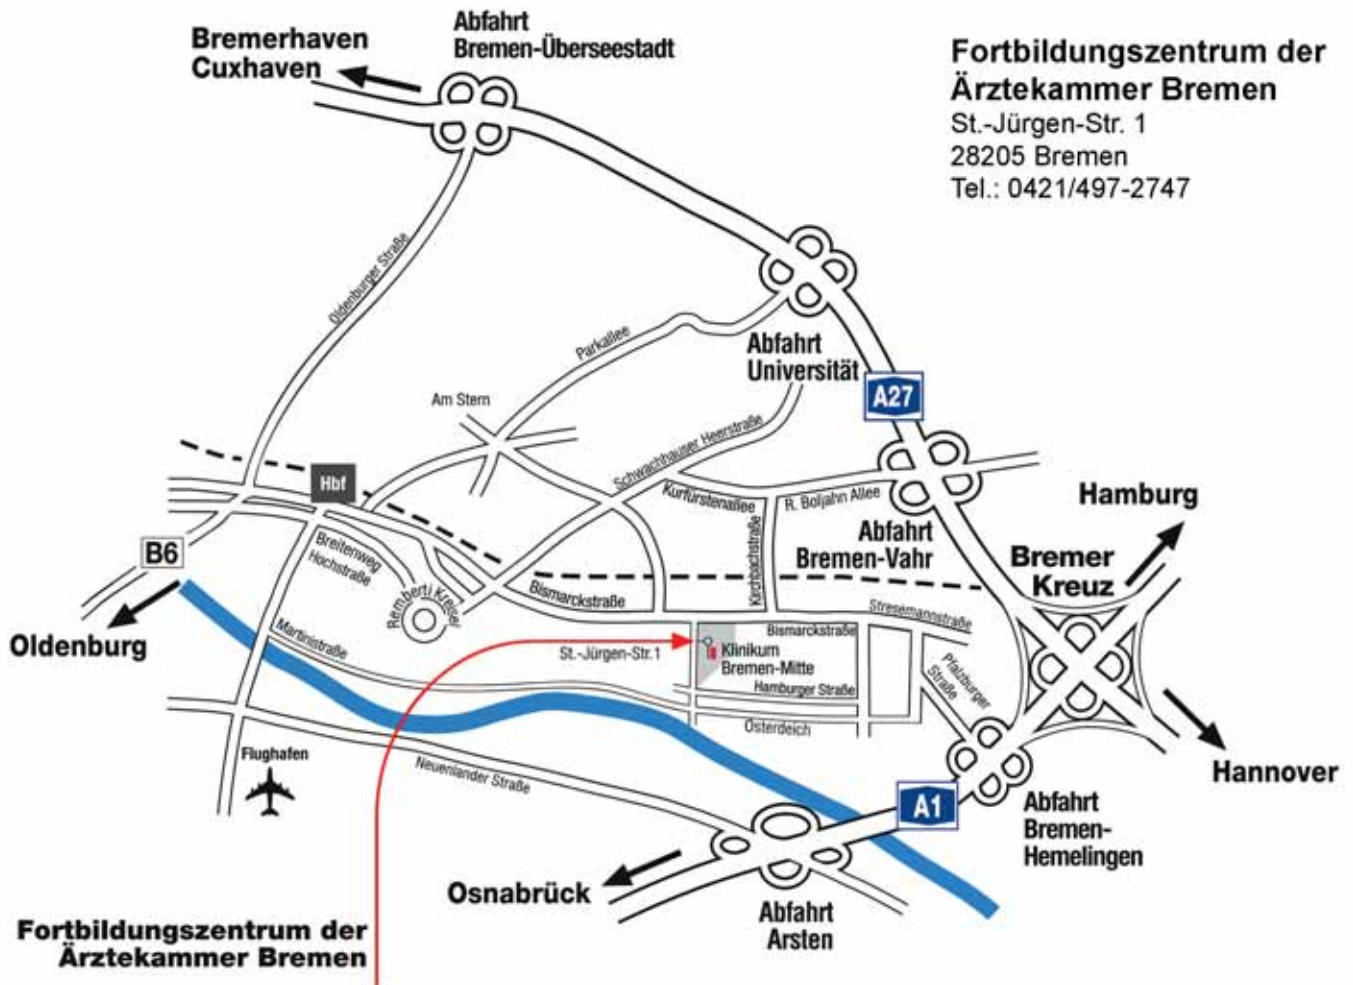 Abfahrt
Bremen-Überseestadt
Bremerhaven
Cuxhaven
Fortbildungszentrum der
Ärztekammer Bremen
St.-Jürgen-Str. 1
28205 Bremen
Tel.: 0421/497-2747
Oldenburger Straße
Parkallee
Abfahrt
Universität
A27
Am Stern
Schwachhauser Heerstraße
Hbf
Kurfürstenallee
R. Boljahn Allee
Hamburg
Abfahrt
Bremen-Vahr
Kirchbachstraße
Bremer
Kreuz
B6
Breitenweg
Hochstraße
Remberti Kreisel
Bismarckstraße
Stresemannstraße
Oldenburg
Martinistraße
St.-Jürgen-Str.1
Bismarckstraße
Klinikum
Bremen-Mitte
Pfalzburger
Straße
Hamburger Straße
Osterdeich
Flughafen
Neuenlander Straße
Hannover
A1
Abfahrt
Bremen-
Hemelingen
Osnabrück
Abfahrt
Arsten
Fortbildungszentrum der
Ärztekammer Bremen